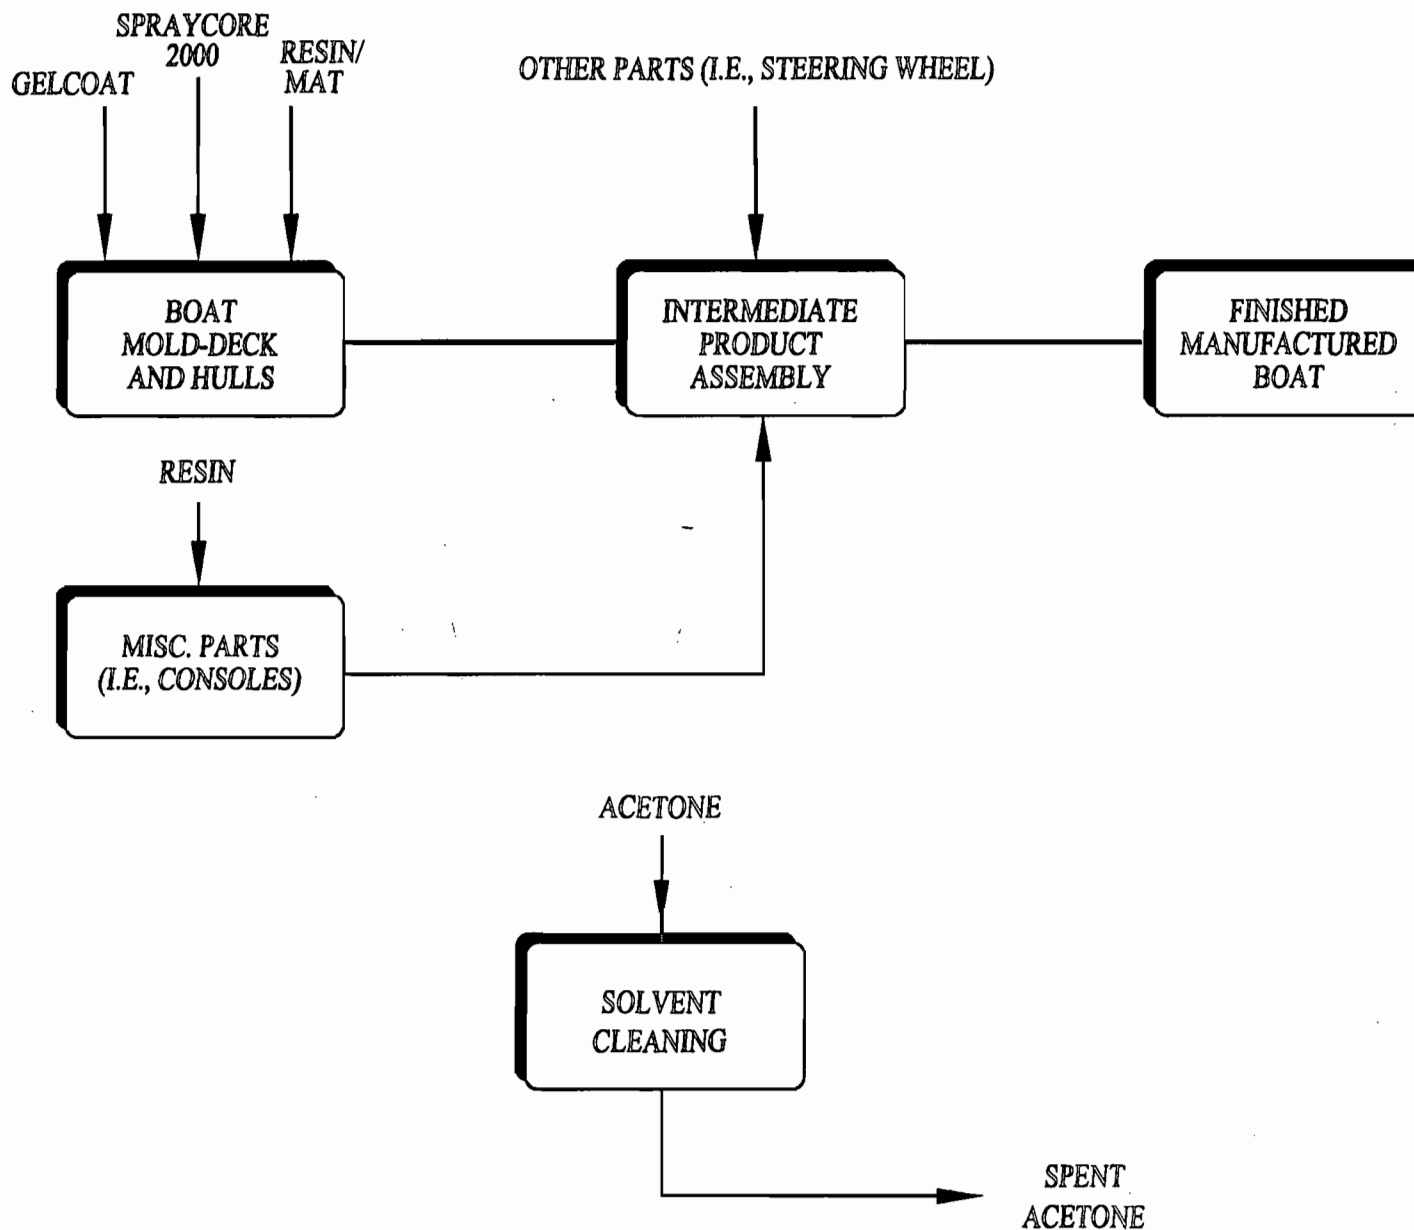 SPRAYCORE
2000
RESIN/
MAT
GELCOAT
OTHER PARTS (I.E., STEERING WHEEL)
BOAT
MOLD-DECK
AND HULLS
INTERMEDIATE
PRODUCT
ASSEMBLY
FINISHED
MANUFACTURED
BOAT
RESIN
MISC. PARTS
(I.E., CONSOLES)
ACETONE
SOLVENT
CLEANING
SPENT
ACETONE